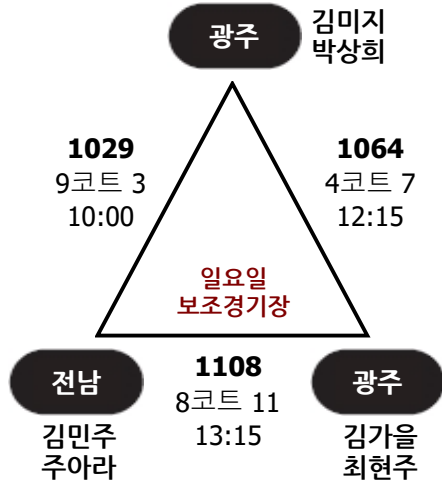 광주
김미지
박상희
1029
9코트 3
10:00
1064
4코트 7
12:15
일요일
보조경기장
전남
김민주
주아라
1108
8코트 11
13:15
광주
김가을
최현주